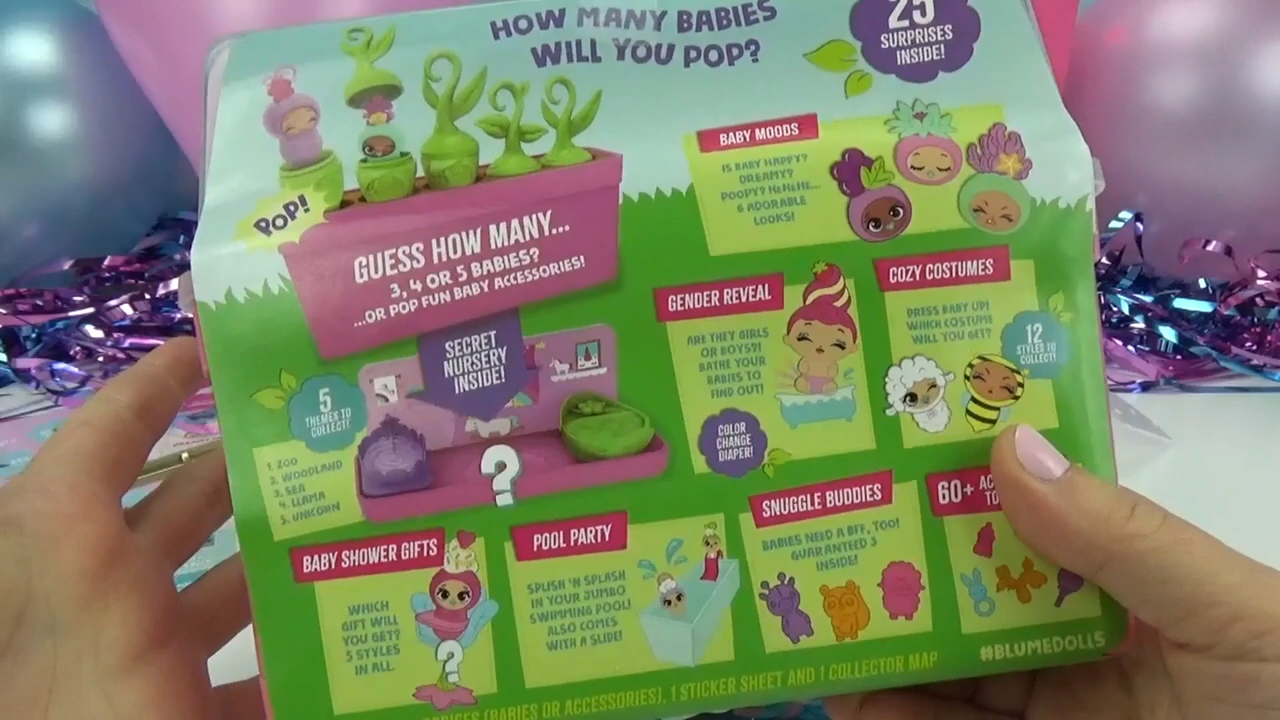 HOW MANY BABIES
WILL YOU POP?
25
SURPRISES
INSIDE!
POP!
GUESS HOW MANY...
3, 4 OR 5 BABIES?
...OR POP FUN BABY ACCESSORIES!
BABY MOODS
IS BABY HAPPY?
DREAMY?
POOPY? HEHEHE...
6 ADORABLE
LOOKS!
SECRET
NURSERY
INSIDE!
5
THEMES TO
COLLECT!
1. ZOO
2. WOODLAND
3. SEA
4. LLAMA
5. UNICORN
?
GENDER REVEAL
ARE THEY GIRLS
OR BOYS?!
BATHE YOUR
BABIES TO
FIND OUT!
COLOR
CHANGE
DIAPER!
COZY COSTUMES
DRESS BABY UP!
WHICH COSTUME
WILL YOU GET?
12
STYLES TO
COLLECT!
BABY SHOWER GIFTS
WHICH
GIFT WILL
YOU GET?
5 STYLES
IN ALL.
?
POOL PARTY
SPLISH 'N SPLASH
IN YOUR JUMBO
SWIMMING POOL!
ALSO COMES
WITH A SLIDE!
SNUGGLE BUDDIES
BABIES NEED A BFF, TOO!
GUARANTEED 3
INSIDE!
60+
TO
#BLUMEDOLLS
(BABIES OR ACCESSORIES), 1 STICKER SHEET AND 1 COLLECTOR MAP